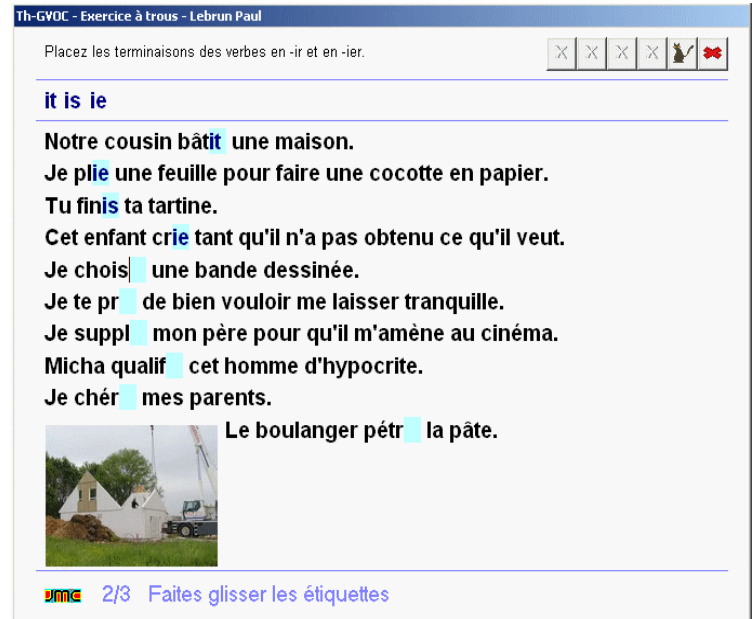 Th-GVOC - Exercice à trous - Lebrun Paul
Placez les terminaisons des verbes en -ir et en -ier.
it is ie
Notre cousin bâtit une maison.
Je plie une feuille pour faire une cocotte en papier.
Tu finis ta tartine.
Cet enfant crie tant qu'il n'a pas obtenu ce qu'il veut.
Je chois une bande dessinée.
Je te pr de bien vouloir me laisser tranquille.
Je suppl mon père pour qu'il m'amène au cinéma.
Micha qualif cet homme d'hypocrite.
Je chér mes parents.
Le boulanger pétr la pâte.
2/3 Faites glisser les étiquettes